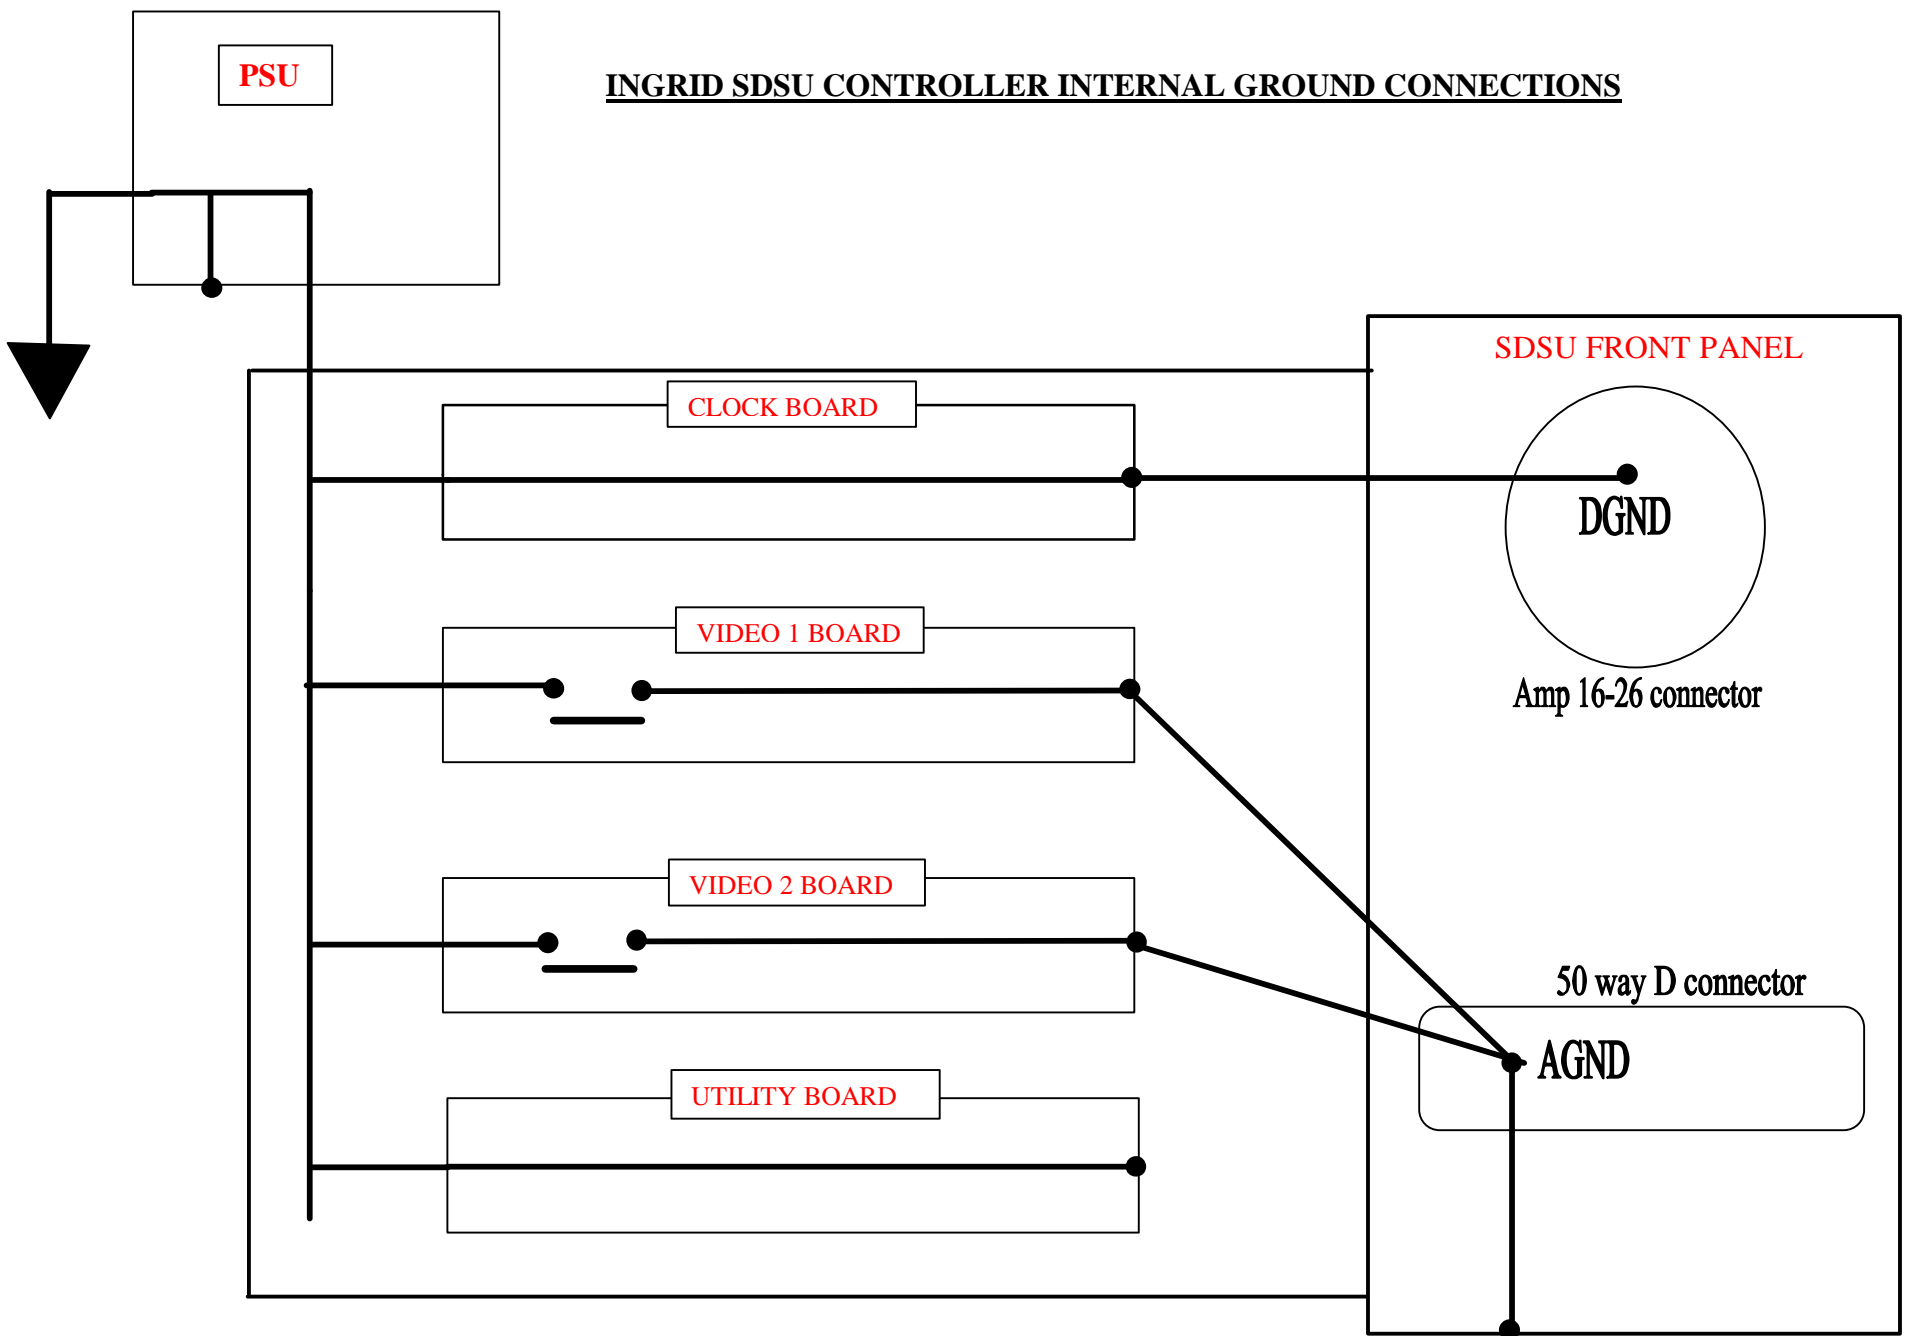 PSU
INGRID SDSU CONTROLLER INTERNAL GROUND CONNECTIONS
SDSU FRONT PANEL
CLOCK BOARD
DGND
VIDEO 1 BOARD
Amp 16-26 connector
VIDEO 2 BOARD
50 way D connector
AGND
UTILITY BOARD